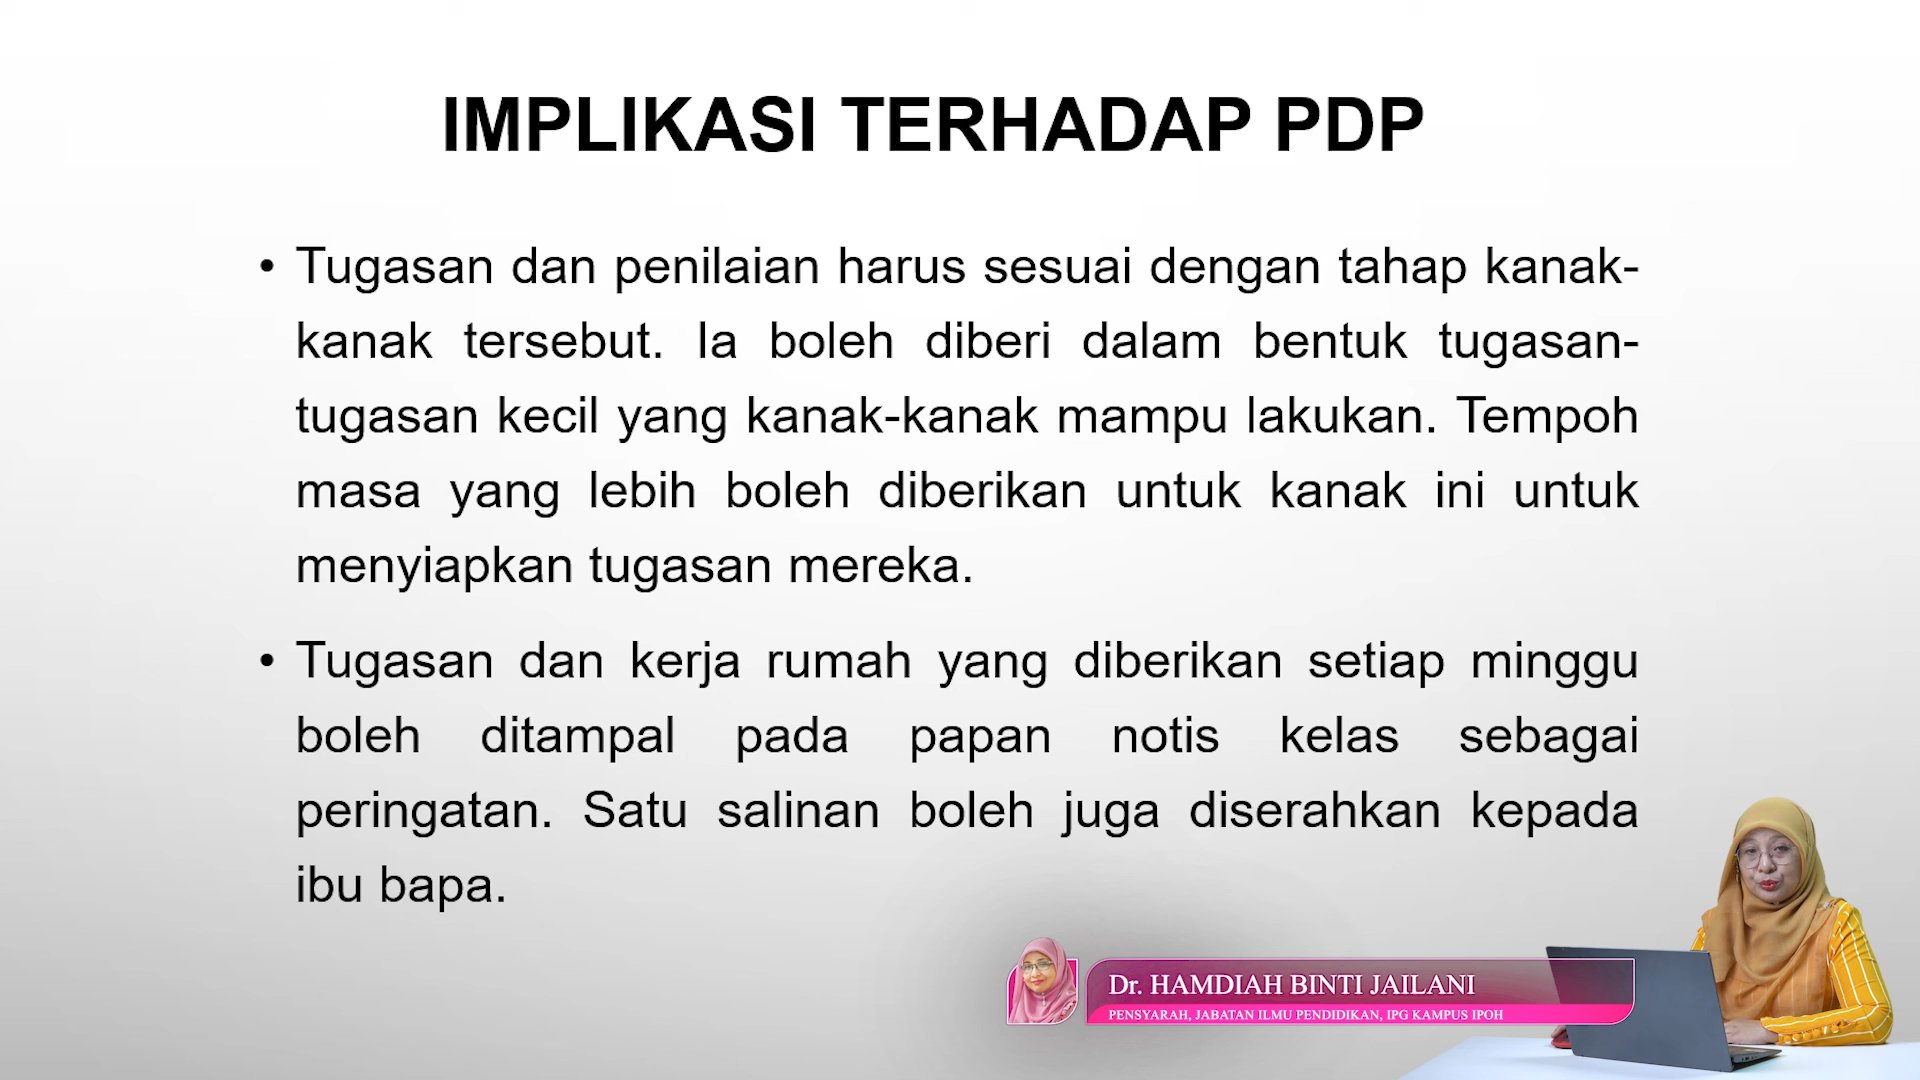 IMPLIKASI TERHADAP PDP
• Tugasan dan penilaian harus sesuai dengan tahap kanak-
kanak tersebut. Ia boleh diberi dalam bentuk tugasan-
tugasan kecil yang kanak-kanak mampu lakukan. Tempoh
masa yang lebih boleh diberikan untuk kanak ini untuk
menyiapkan tugasan mereka.
• Tugasan dan kerja rumah yang diberikan setiap minggu
boleh ditampal pada papan notis kelas sebagai
peringatan. Satu salinan boleh juga diserahkan kepada
ibu bapa.
Dr. HAMDIAH BINTI JAILANI
PENSYARAH, JABATAN ILMU PENDIDIKAN, IPG KAMPUS IPOH